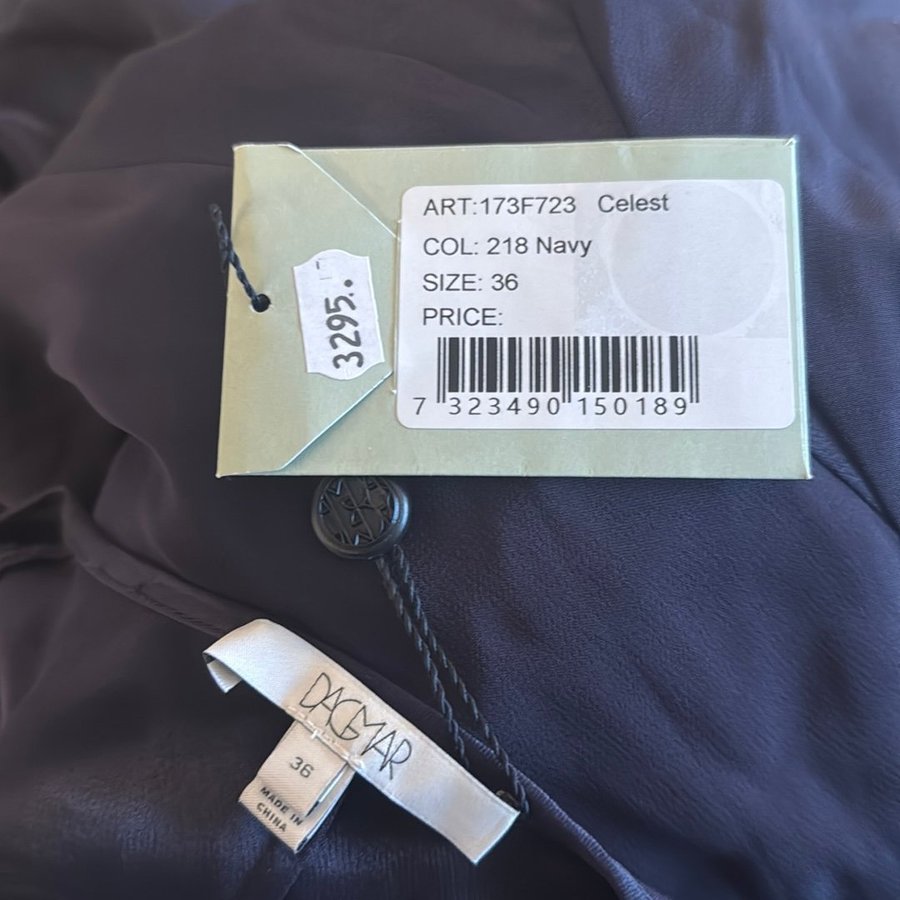 ART:173F723 Celest
COL: 218 Navy
SIZE: 36
PRICE:
7 323490 150189
3295.
DAGMAR
36
MADE IN
CHINA